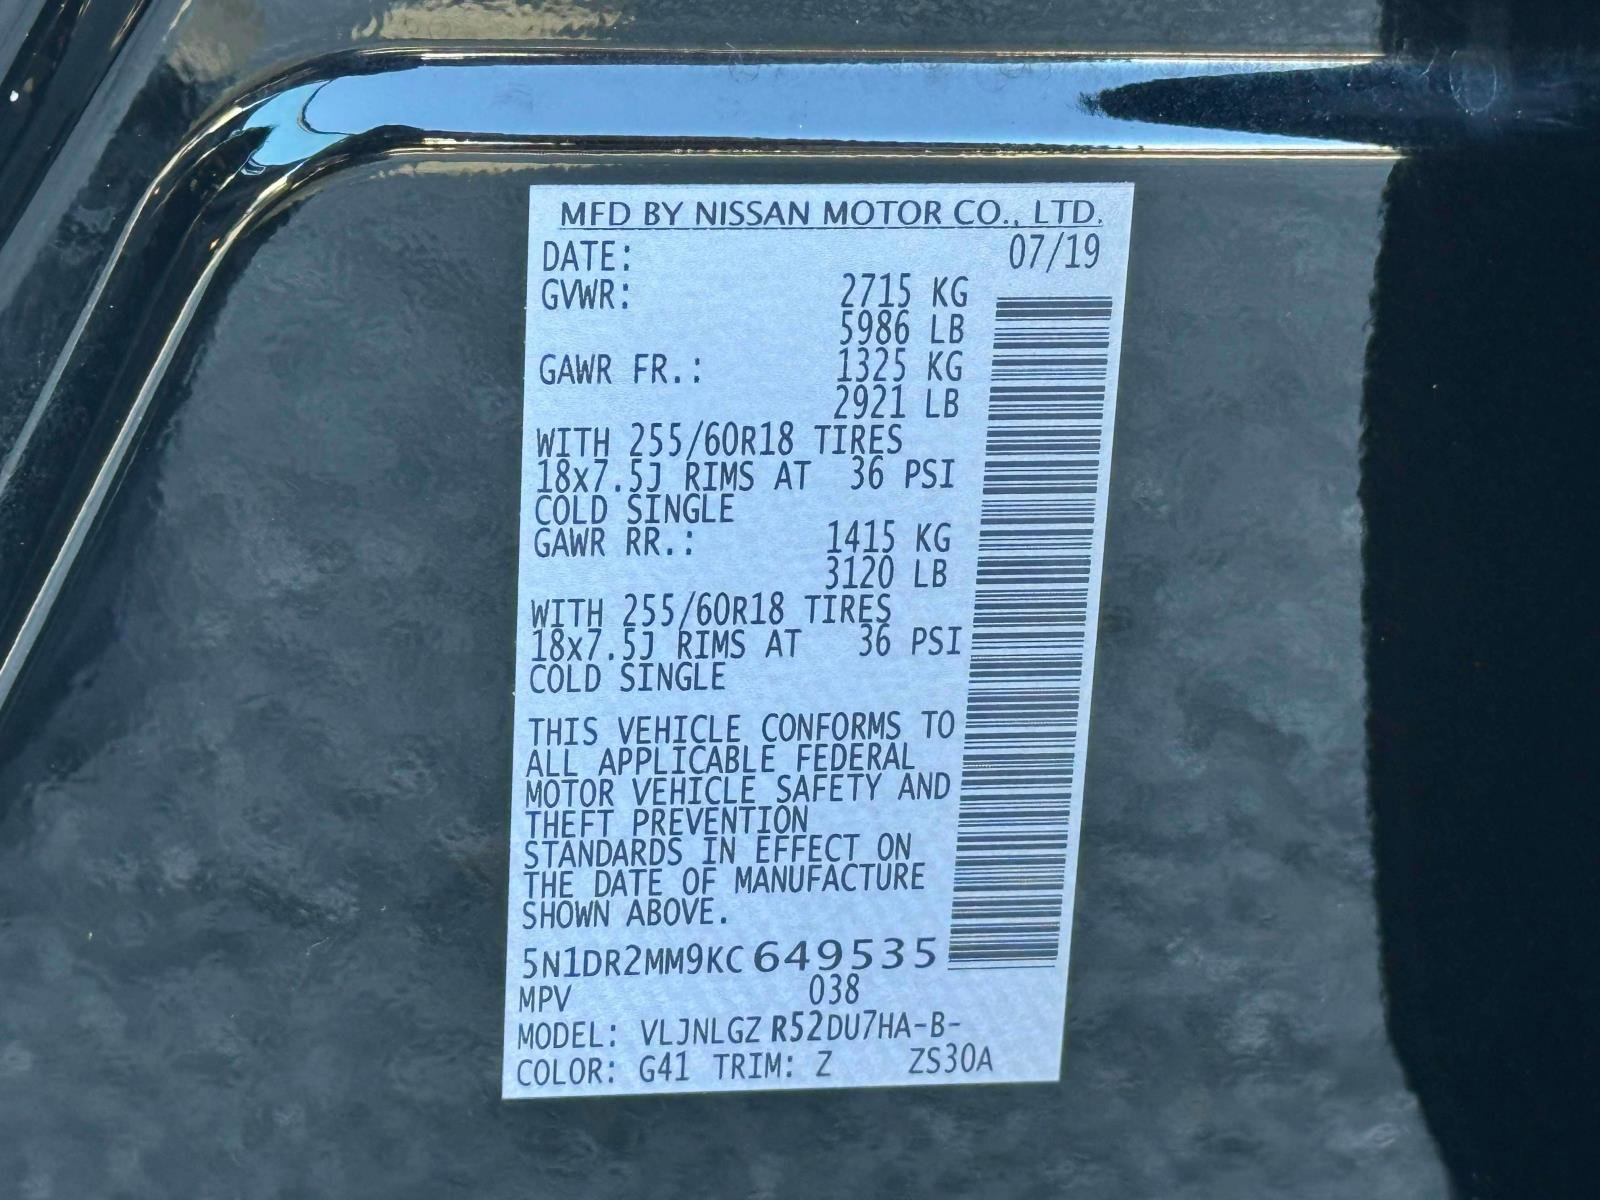 MFD BY NISSAN MOTOR CO., LTD.
DATE: 07/19
GVWR: 2715 KG
5986 LB
GAWR FR.: 1325 KG
2921 LB
WITH 255/60R18 TIRES
18x7.5J RIMS AT 36 PSI
COLD SINGLE
GAWR RR.: 1415 KG
3120 LB
WITH 255/60R18 TIRES
18x7.5J RIMS AT 36 PSI
COLD SINGLE
THIS VEHICLE CONFORMS TO
ALL APPLICABLE FEDERAL
MOTOR VEHICLE SAFETY AND
THEFT PREVENTION
STANDARDS IN EFFECT ON
THE DATE OF MANUFACTURE
SHOWN ABOVE.
5N1DR2MM9KC649535
MPV 038
MODEL: VLJNLGZ R52DU7HA-B-
COLOR: G41 TRIM: Z ZS30A